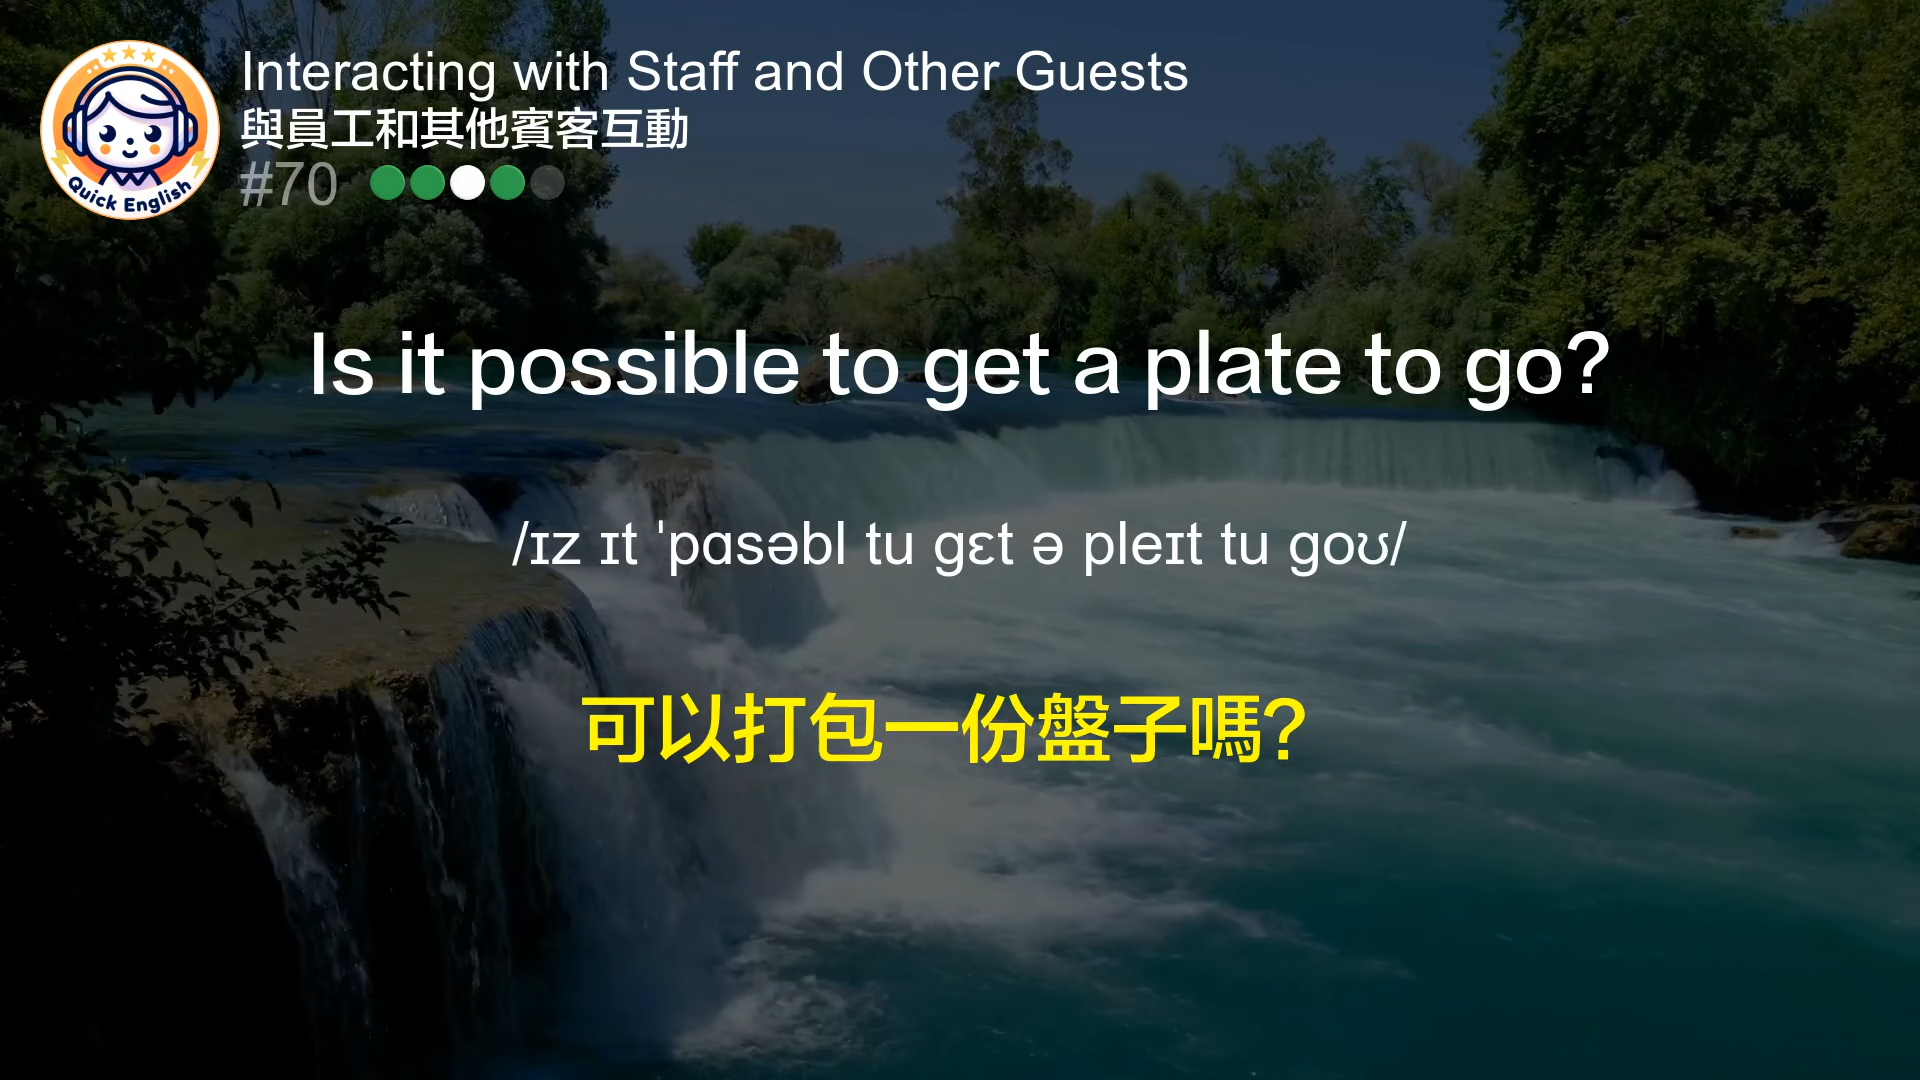 Interacting with Staff and Other Guests
與員工和其他賓客互動
#70
Quick English
Is it possible to get a plate to go?
/ɪz ɪt ˈpɑsəbl tu gɛt ə pleɪt tu goʊ/
可以打包一份盤子嗎?